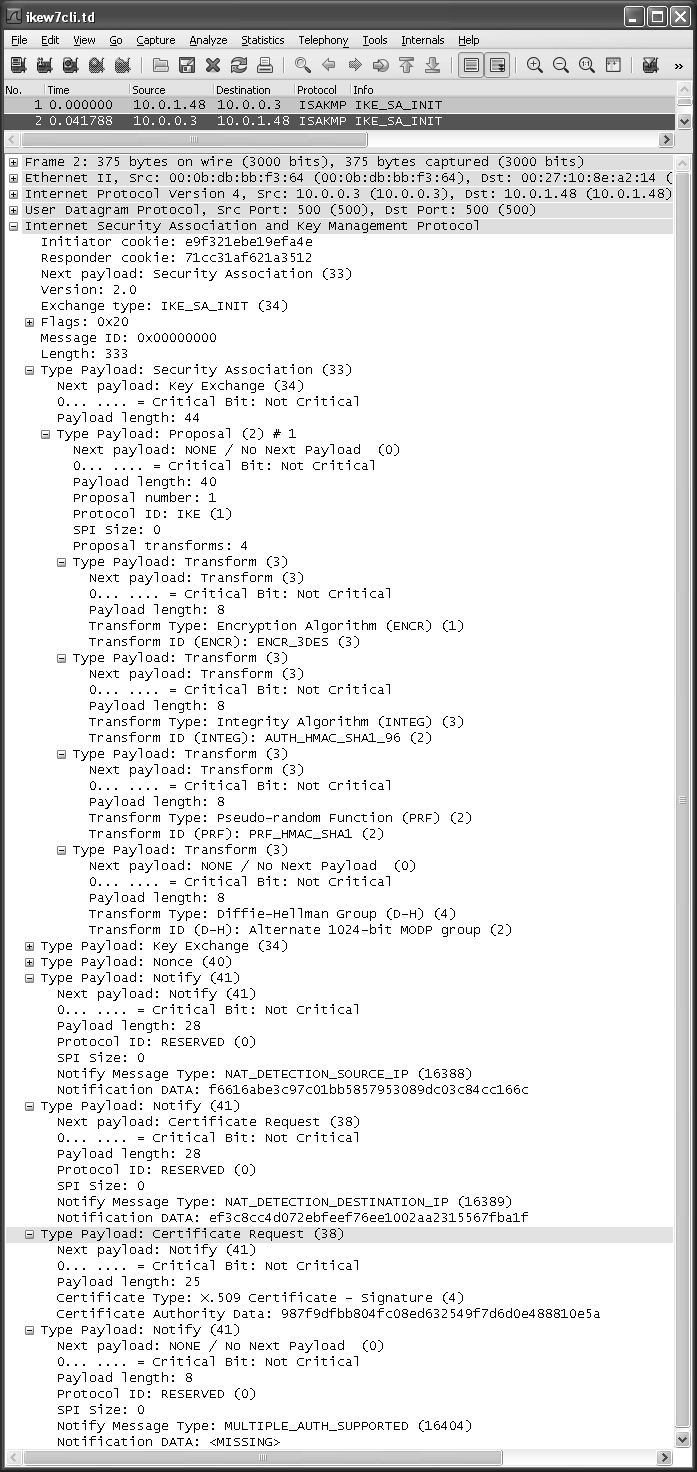 ikew7cli.td
File Edit View Go Capture Analyze Statistics Telephony Tools Internals Help
No. Time Source Destination Protocol Info
1 0.000000 10.0.1.48 10.0.0.3 ISAKMP IKE_SA_INIT
2 0.041788 10.0.0.3 10.0.1.48 ISAKMP IKE_SA_INIT
Frame 2: 375 bytes on wire (3000 bits), 375 bytes captured (3000 bits)
Ethernet II, Src: 00:0b:db:bb:f3:64 (00:0b:db:bb:f3:64), Dst: 00:27:10:8e:a2:14 (
Internet Protocol Version 4, Src: 10.0.0.3 (10.0.0.3), Dst: 10.0.1.48 (10.0.1.48)
User Datagram Protocol, Src Port: 500 (500), Dst Port: 500 (500)
Internet Security Association and Key Management Protocol
Initiator cookie: e9f321ebe19efa4e
Responder cookie: 71cc31af621a3512
Next payload: Security Association (33)
Version: 2.0
Exchange type: IKE_SA_INIT (34)
Flags: 0x20
Message ID: 0x00000000
Length: 333
Type Payload: Security Association (33)
Next payload: Key Exchange (34)
0... .... = Critical Bit: Not Critical
Payload length: 44
Type Payload: Proposal (2) # 1
Next payload: NONE / No Next Payload  (0)
0... .... = Critical Bit: Not Critical
Payload length: 40
Proposal number: 1
Protocol ID: IKE (1)
SPI Size: 0
Proposal transforms: 4
Type Payload: Transform (3)
Next payload: Transform (3)
0... .... = Critical Bit: Not Critical
Payload length: 8
Transform Type: Encryption Algorithm (ENCR) (1)
Transform ID (ENCR): ENCR_3DES (3)
Type Payload: Transform (3)
Next payload: Transform (3)
0... .... = Critical Bit: Not Critical
Payload length: 8
Transform Type: Integrity Algorithm (INTEG) (3)
Transform ID (INTEG): AUTH_HMAC_SHA1_96 (2)
Type Payload: Transform (3)
Next payload: Transform (3)
0... .... = Critical Bit: Not Critical
Payload length: 8
Transform Type: Pseudo-random Function (PRF) (2)
Transform ID (PRF): PRF_HMAC_SHA1 (2)
Type Payload: Transform (3)
Next payload: NONE / No Next Payload  (0)
0... .... = Critical Bit: Not Critical
Payload length: 8
Transform Type: Diffie-Hellman Group (D-H) (4)
Transform ID (D-H): Alternate 1024-bit MODP group (2)
Type Payload: Key Exchange (34)
Type Payload: Nonce (40)
Type Payload: Notify (41)
Next payload: Notify (41)
0... .... = Critical Bit: Not Critical
Payload length: 28
Protocol ID: RESERVED (0)
SPI Size: 0
Notify Message Type: NAT_DETECTION_SOURCE_IP (16388)
Notification DATA: f6616abe3c97c01bb5857953089dc03c84cc166c
Type Payload: Notify (41)
Next payload: Certificate Request (38)
0... .... = Critical Bit: Not Critical
Payload length: 28
Protocol ID: RESERVED (0)
SPI Size: 0
Notify Message Type: NAT_DETECTION_DESTINATION_IP (16389)
Notification DATA: ef3c8cc4d072ebfeef76ee1002aa2315567fba1f
Type Payload: Certificate Request (38)
Next payload: Notify (41)
0... .... = Critical Bit: Not Critical
Payload length: 25
Certificate Type: X.509 Certificate - Signature (4)
Certificate Authority Data: 987f9dfbb804fc08ed632549f7d6d0e488810e5a
Type Payload: Notify (41)
Next payload: NONE / No Next Payload  (0)
0... .... = Critical Bit: Not Critical
Payload length: 8
Protocol ID: RESERVED (0)
SPI Size: 0
Notify Message Type: MULTIPLE_AUTH_SUPPORTED (16404)
Notification DATA: <MISSING>